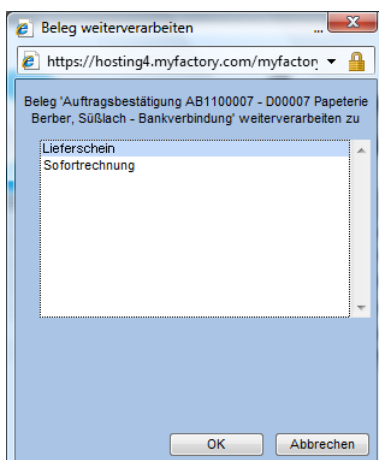 Beleg weiterverarbeiten ...
https://hosting4.myfactory.com/myfactory
Beleg 'Auftragsbestätigung AB1100007 - D00007 Papeterie
Berber, Süßlach - Bankverbindung' weiterverarbeiten zu
Lieferschein
Sofortrechnung
OK Abbrechen